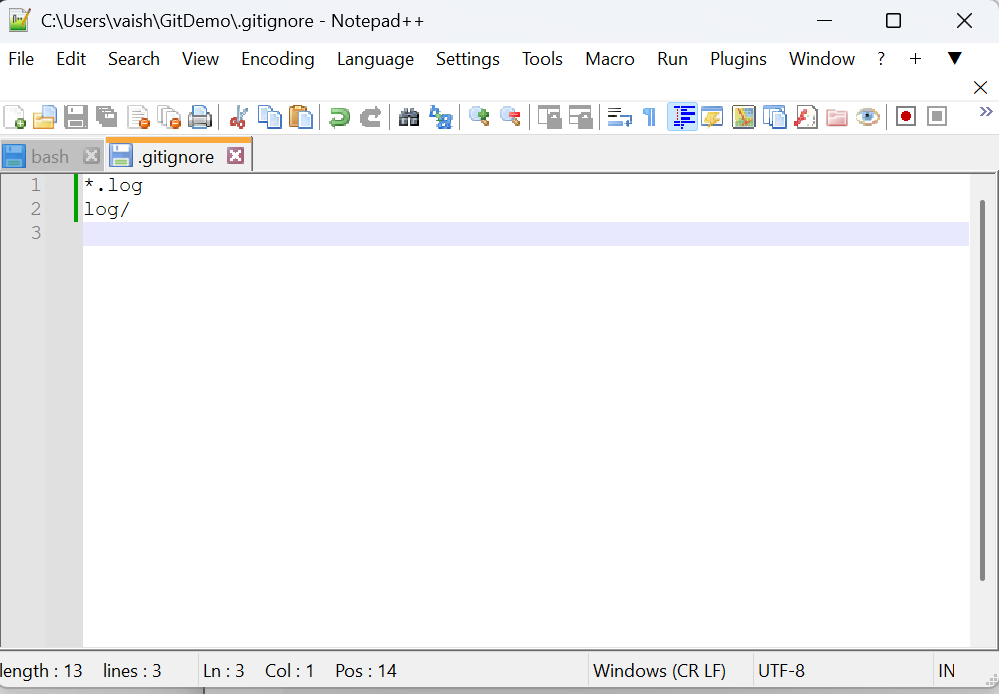 C:\Users\vaish\GitDemo\.gitignore - Notepad++
File Edit Search View Encoding Language Settings Tools Macro Run Plugins Window ? + ▼
bash .gitignore
1 *.log
2 log/
3
length : 13 lines : 3 Ln : 3 Col : 1 Pos : 14 Windows (CR LF) UTF-8 IN